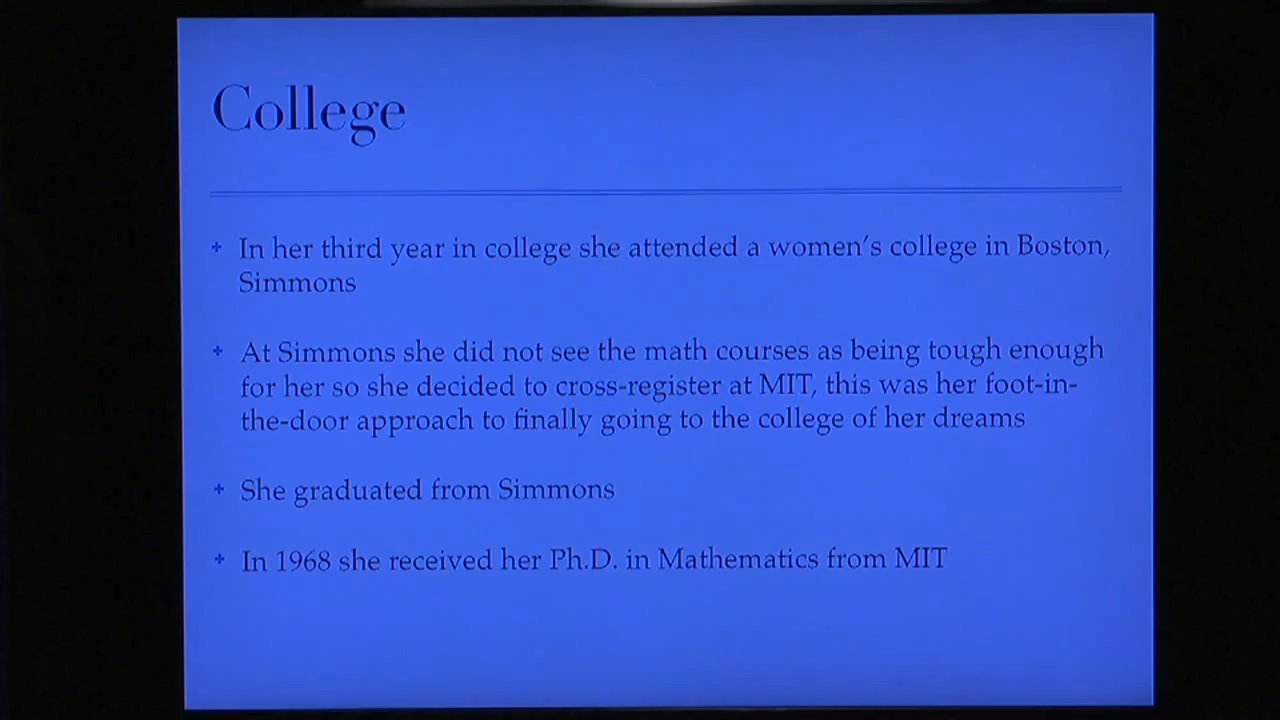 College
In her third year in college she attended a women's college in Boston,
Simmons
At Simmons she did not see the math courses as being tough enough
for her so she decided to cross-register at MIT, this was her foot-in-
the-door approach to finally going to the college of her dreams
She graduated from Simmons
In 1968 she received her Ph.D. in Mathematics from MIT